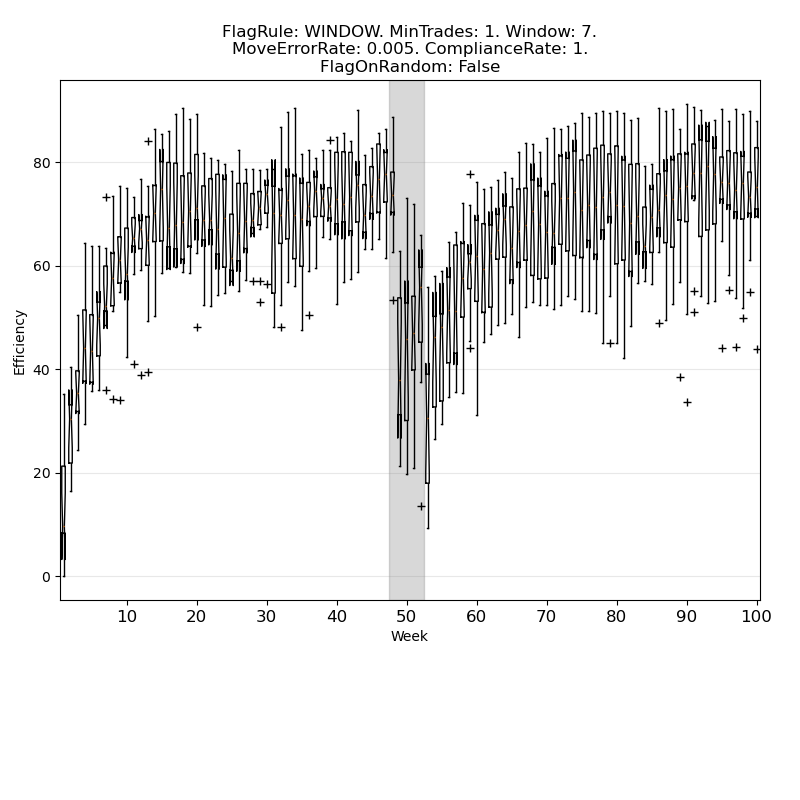 FlagRule: WINDOW. MinTrades: 1. Window: 7.
MoveErrorRate: 0.005. ComplianceRate: 1.
FlagOnRandom: False
80
60
40
20
0
Efficiency
10 20 30 40 50 60 70 80 90 100
Week